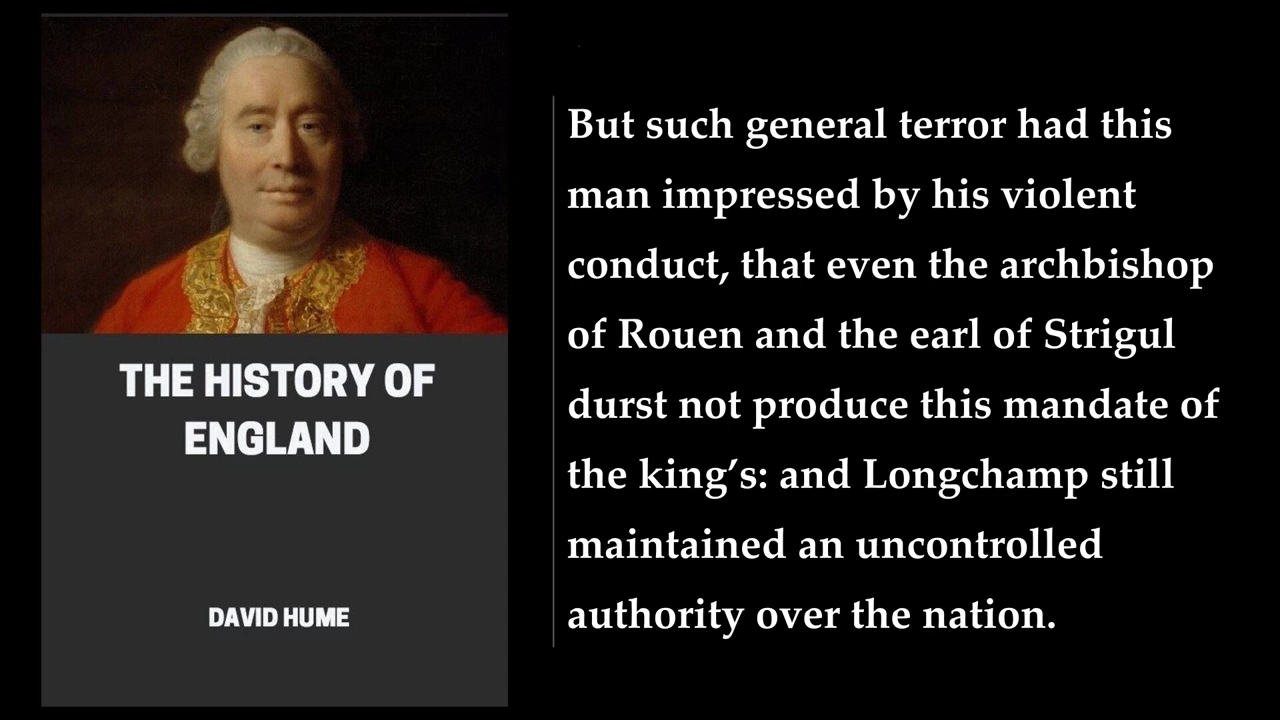 THE HISTORY OF
ENGLAND
DAVID HUME
But such general terror had this
man impressed by his violent
conduct, that even the archbishop
of Rouen and the earl of Strigul
durst not produce this mandate of
the king’s: and Longchamp still
maintained an uncontrolled
authority over the nation.